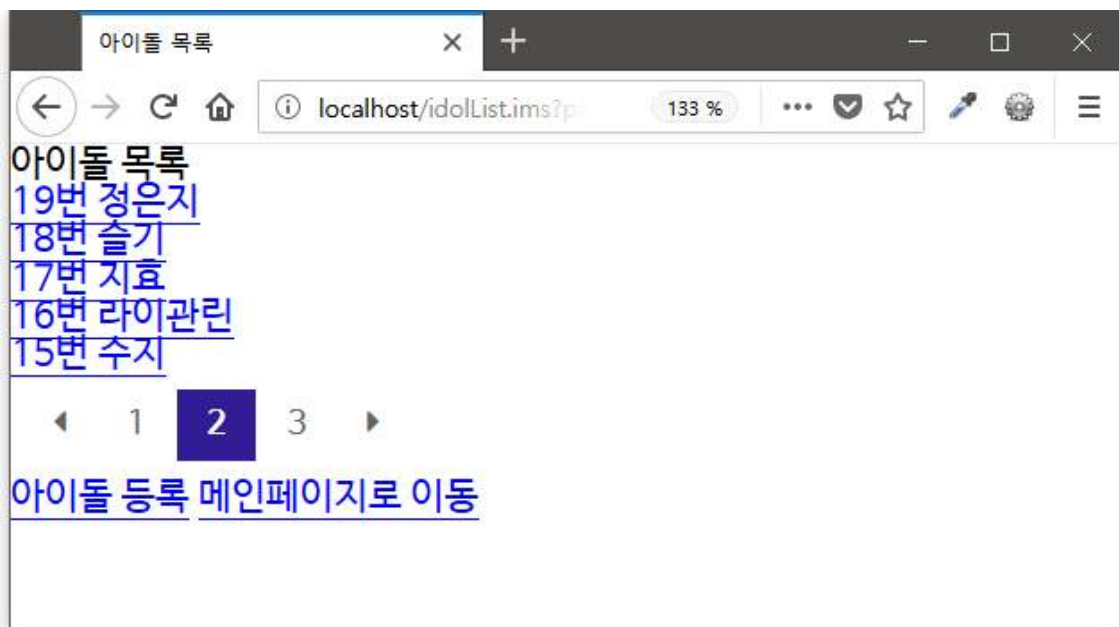 아이돌 목록
localhost/idolList.ims?p
133 %
아이돌 목록
19번 정은지
18번 슬기
17번 지효
16번 라이관린
15번 수지
1 2 3
아이돌 등록 메인페이지로 이동